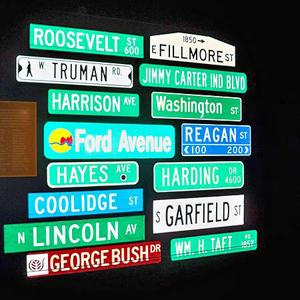 ROOSEVELT ST 600
1850→
E FILLMORE ST
W TRUMAN RD.
JIMMY CARTER IND BLVD
HARRISON AVE
Washington ST
Ford Avenue
REAGAN ST
<100 200>
HAYES AVE
HARDING DR 4600
COOLIDGE ST
S GARFIELD ST
N LINCOLN AV
WM. H. TAFT RD 1857
GEORGE BUSH DR